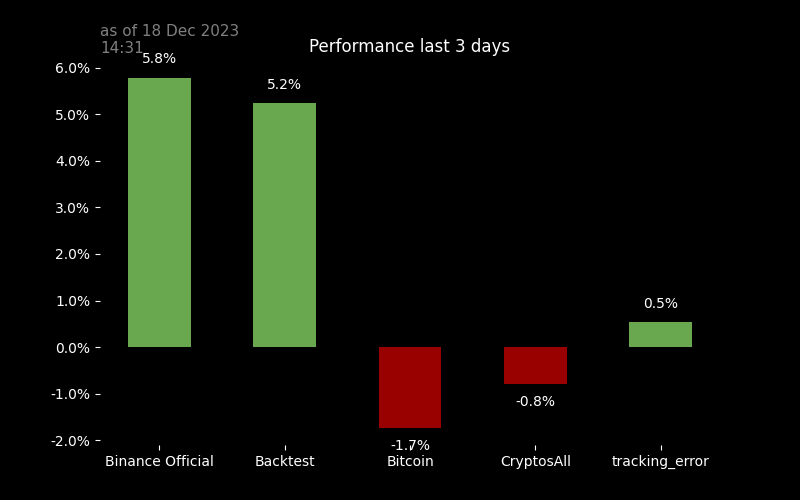 as of 18 Dec 2023
14:31
Performance last 3 days
5.8%
5.2%
-1.7%
-0.8%
0.5%
6.0%
5.0%
4.0%
3.0%
2.0%
1.0%
0.0%
-1.0%
-2.0%
Binance Official
Backtest
Bitcoin
CryptosAll
tracking_error